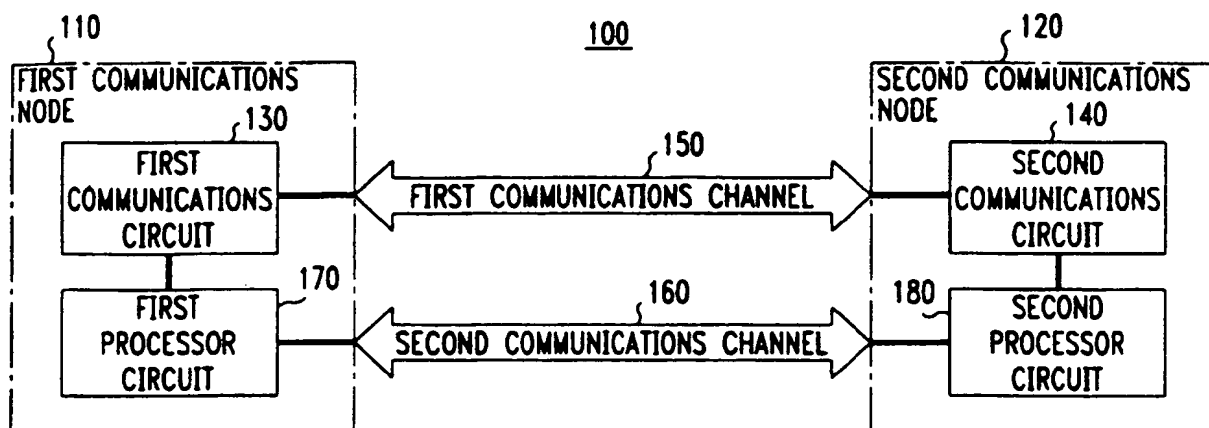 110
100
120
FIRST COMMUNICATIONS
NODE
130
FIRST
COMMUNICATIONS
CIRCUIT
150
FIRST COMMUNICATIONS CHANNEL
SECOND COMMUNICATIONS
NODE
140
SECOND
COMMUNICATIONS
CIRCUIT
170
FIRST
PROCESSOR
CIRCUIT
160
SECOND COMMUNICATIONS CHANNEL
180
SECOND
PROCESSOR
CIRCUIT